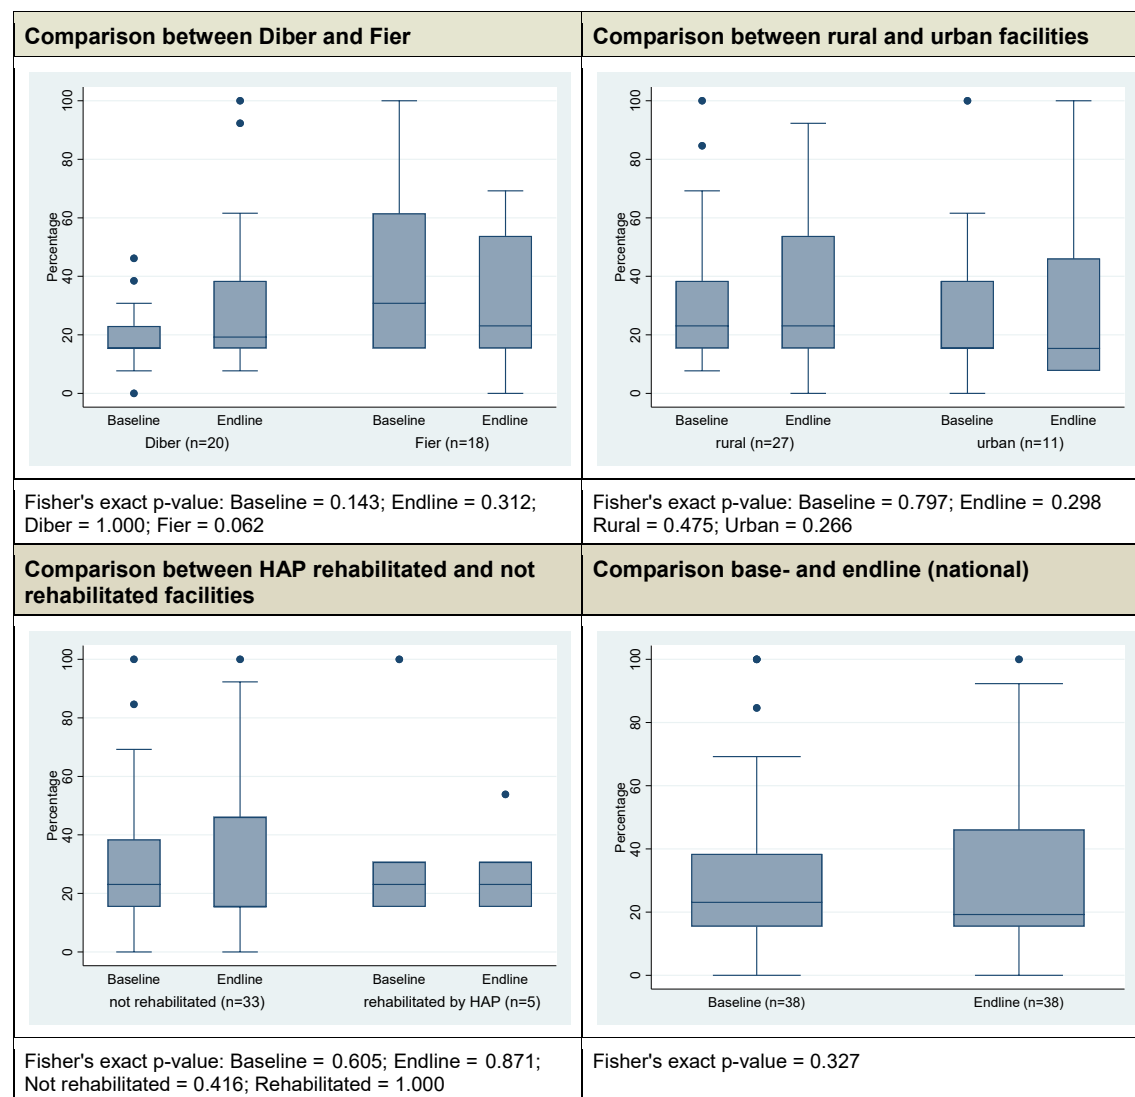 Comparison between Diber and Fier
Comparison between rural and urban facilities
100
80
60
40
20
0
Percentage
Baseline Endline Baseline Endline
Diber (n=20) Fier (n=18)
100
80
60
40
20
0
Percentage
Baseline Endline Baseline Endline
rural (n=27) urban (n=11)
Fisher's exact p-value: Baseline = 0.143; Endline = 0.312;
Diber = 1.000; Fier = 0.062
Fisher's exact p-value: Baseline = 0.797; Endline = 0.298
Rural = 0.475; Urban = 0.266
Comparison between HAP rehabilitated and not
rehabilitated facilities
Comparison base- and endline (national)
100
80
60
40
20
0
Percentage
Baseline Endline Baseline Endline
not rehabilitated (n=33) rehabilitated by HAP (n=5)
100
80
60
40
20
0
Percentage
Baseline (n=38) Endline (n=38)
Fisher's exact p-value: Baseline = 0.605; Endline = 0.871;
Not rehabilitated = 0.416; Rehabilitated = 1.000
Fisher's exact p-value = 0.327